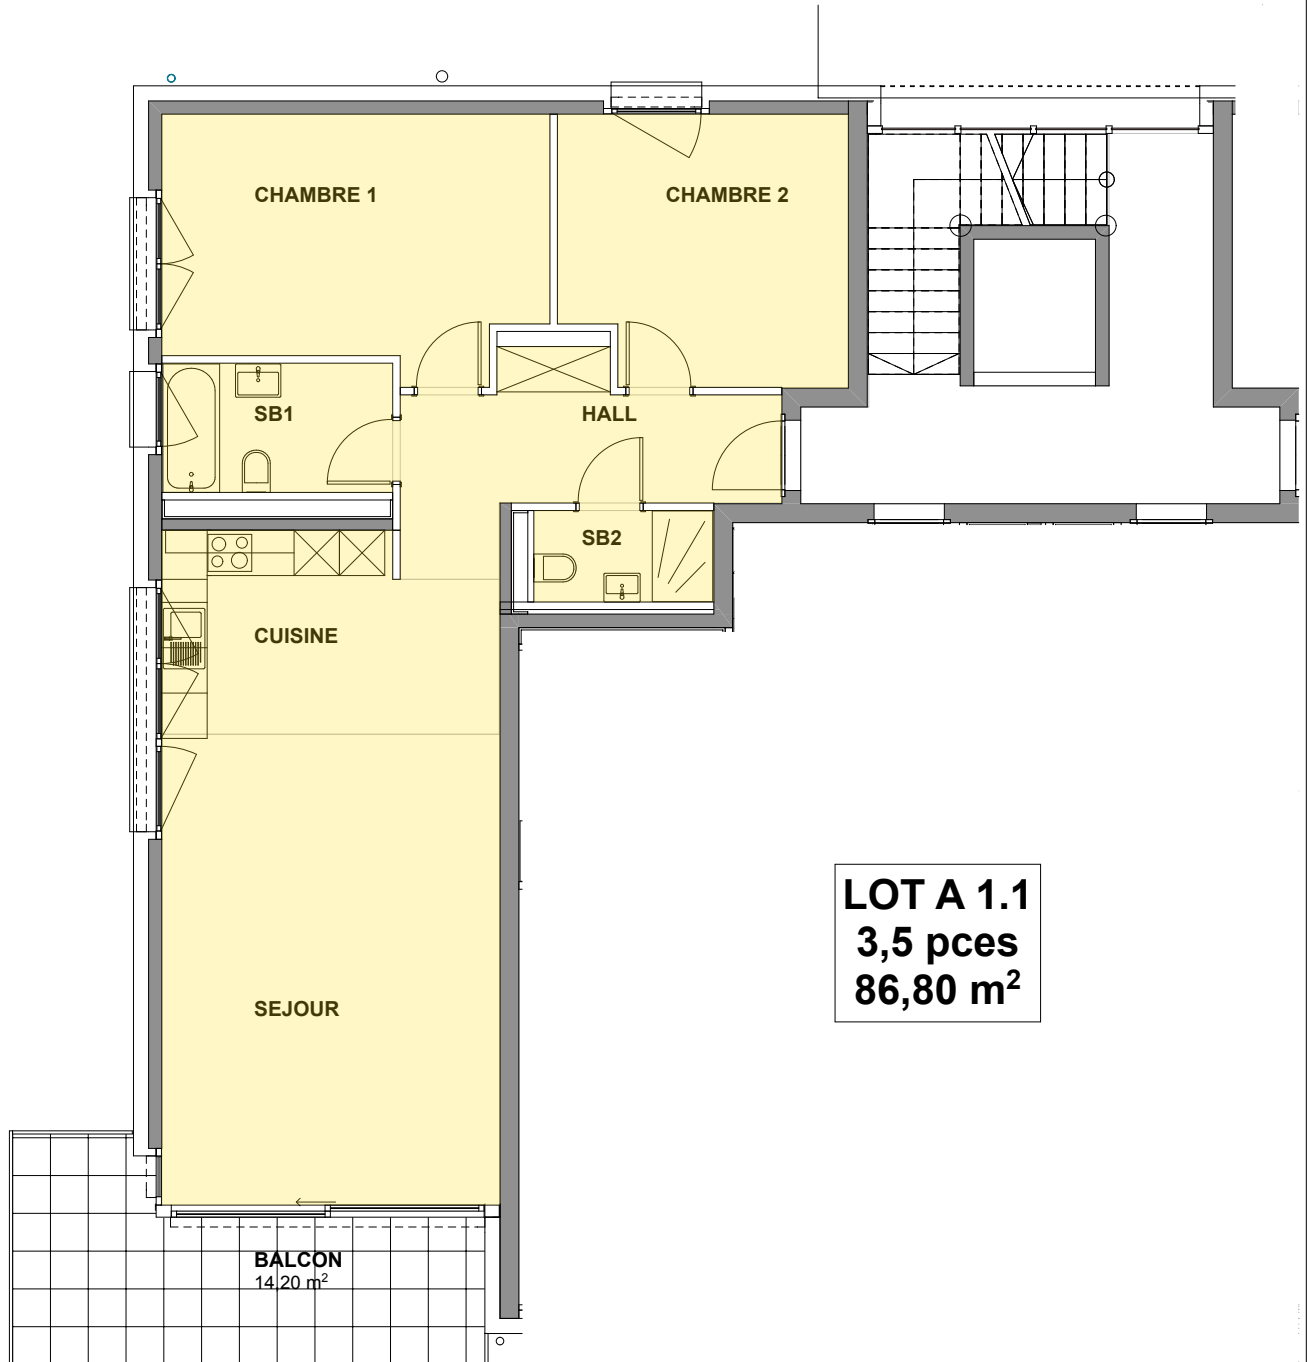 CHAMBRE 1
CHAMBRE 2
SB1
HALL
SB2
CUISINE
LOT A 1.1
3,5 pces
86,80 m²
SEJOUR
BALCON
14,20 m²